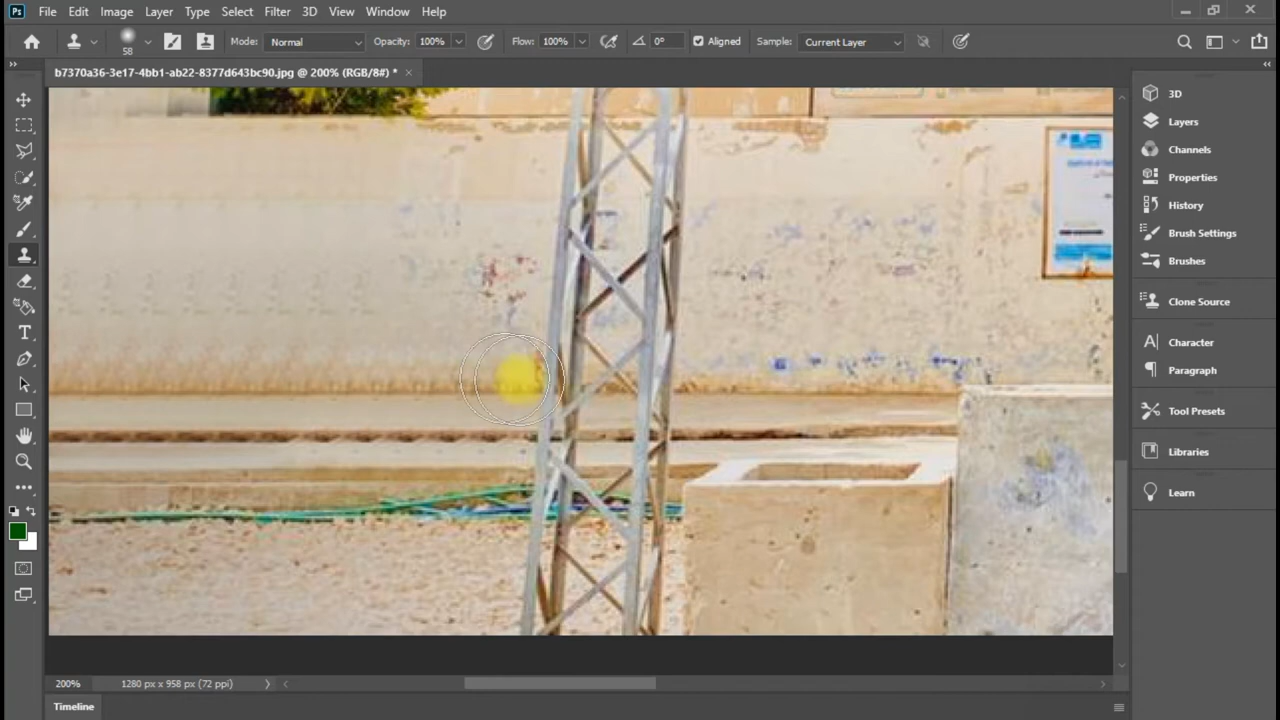 Ps File Edit Image Layer Type Select Filter 3D View Window Help
58 Mode: Normal Opacity: 100% Flow: 100% 0° Aligned Sample: Current Layer
b7370a36-3e17-4bb1-ab22-8377d643bc90.jpg @ 200% (RGB/8#) *
3D
Layers
Channels
Properties
History
Brush Settings
Brushes
Clone Source
Character
Paragraph
Tool Presets
Libraries
Learn
200% 1280 px x 958 px (72 ppi)
Timeline